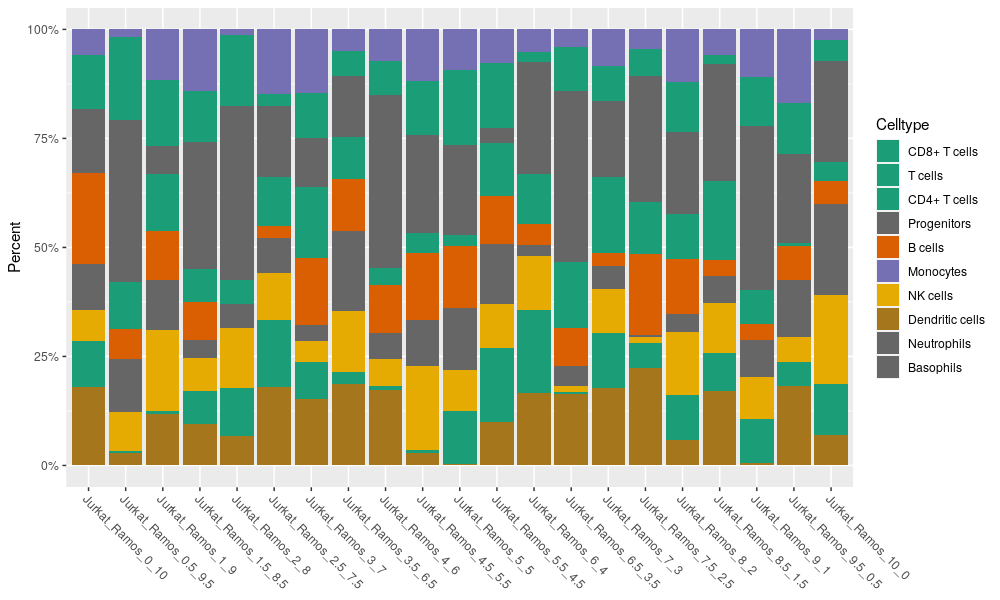 100%
75%
50%
25%
0%
Percent
Jurkat_Ramos_0_10
Jurkat_Ramos_05_9.5
Jurkat_Ramos_1_9
Jurkat_Ramos_1.5_8.5
Jurkat_Ramos_2_8
Jurkat_Ramos_2.5_7.5
Jurkat_Ramos_3_7
Jurkat_Ramos_3.5_6.5
Jurkat_Ramos_4_6
Jurkat_Ramos_4.5_5.5
Jurkat_Ramos_5_5
Jurkat_Ramos_5.5_4.5
Jurkat_Ramos_6_4
Jurkat_Ramos_6.5_3.5
Jurkat_Ramos_7_3
Jurkat_Ramos_7.5_2.5
Jurkat_Ramos_8_2
Jurkat_Ramos_8.5_1.5
Jurkat_Ramos_9_1
Jurkat_Ramos_9.5_0.5
Jurkat_Ramos_10_0
Celltype
CD8+ T cells
T cells
CD4+ T cells
Progenitors
B cells
Monocytes
NK cells
Dendritic cells
Neutrophils
Basophils